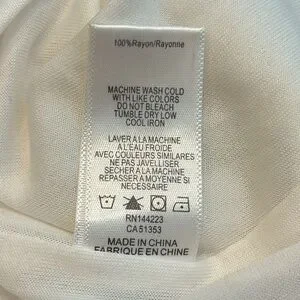 100%Rayon/Rayonne
MACHINE WASH COLD
WITH LIKE COLORS
DO NOT BLEACH
TUMBLE DRY LOW
COOL IRON
LAVER A LA MACHINE
A L'EAU FROIDE
AVEC COULEURS SIMILAIRES
NE PAS JAVELLISER
SECHER A LA MACHINE
REPASSER A MOYENNE SI
NECESSAIRE
RN144223
CA51353
MADE IN CHINA
FABRIQUE EN CHINE